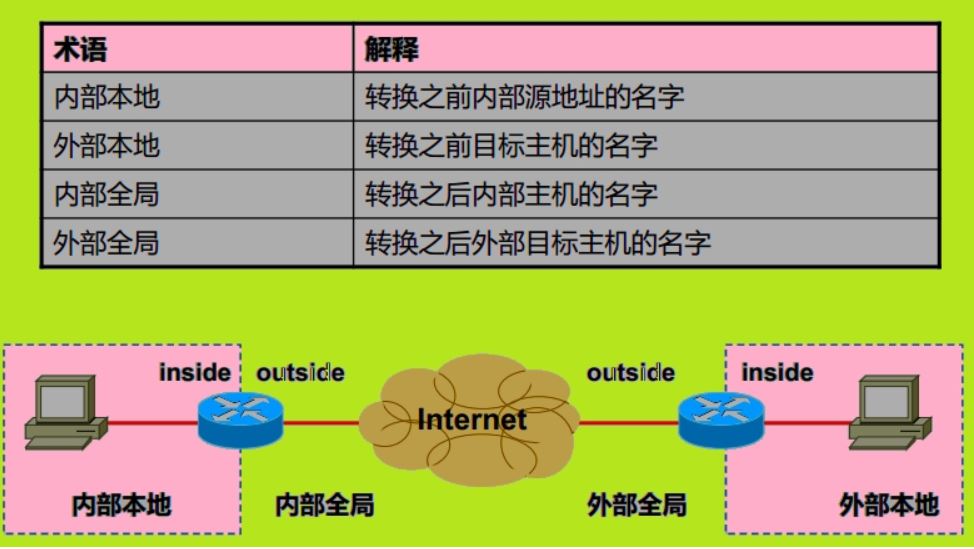 术语 解释
内部本地 转换之前内部源地址的名字
外部本地 转换之前目标主机的名字
内部全局 转换之后内部主机的名字
外部全局 转换之后外部目标主机的名字
inside outside outside inside
Internet
内部本地 内部全局 外部全局 外部本地